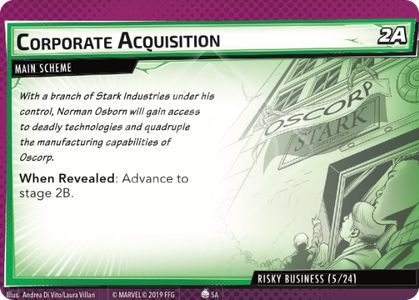 CORPORATE ACQUISITION
2A
MAIN SCHEME
With a branch of Stark Industries under his
control, Norman Osborn will gain access
to deadly technologies and quadruple
the manufacturing capabilities of
Oscorp.
When Revealed: Advance to
stage 2B.
OSCORP
STARK
RISKY BUSINESS (5/24)
Illus. Andrea Di Vito/Laura Villari
© MARVEL © 2019 FFG
5A